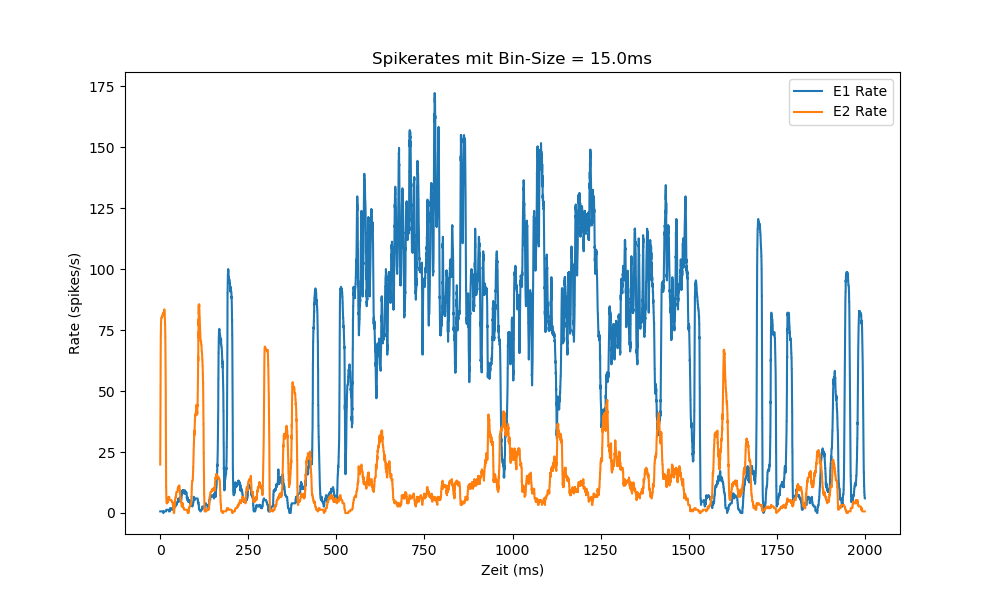 Spikerates mit Bin-Size = 15.0ms
E1 Rate
E2 Rate
Rate (spikes/s)
175
150
125
100
75
50
25
0
0 250 500 750 1000 1250 1500 1750 2000
Zeit (ms)